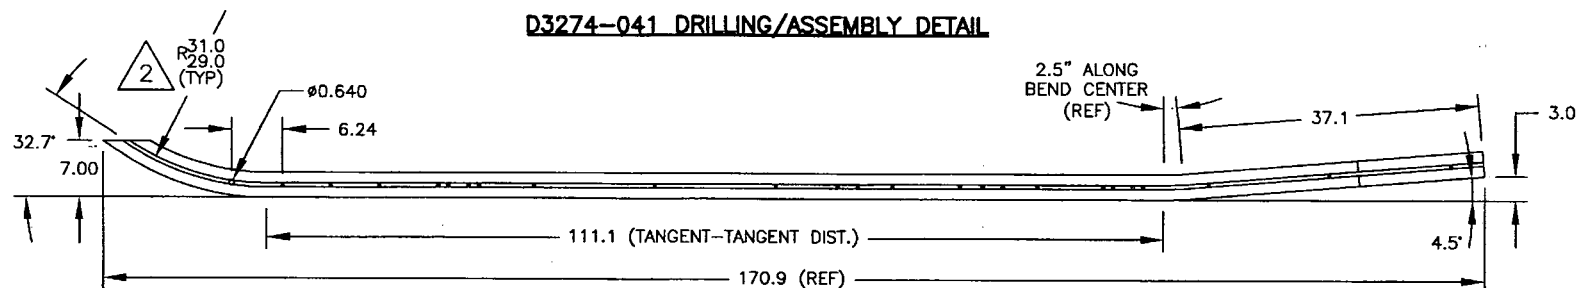 D3274-041 DRILLING/ASSEMBLY DETAIL
2
R31.0
29.0
(TYP)
ø0.640
6.24
32.7°
7.00
2.5" ALONG
BEND CENTER
(REF)
37.1
3.0
111.1 (TANGENT-TANGENT DIST.)
4.5°
170.9 (REF)